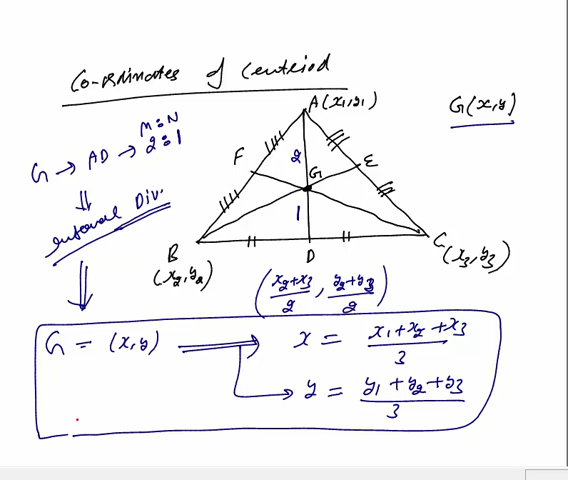 Co-ordinates of Centriod
A(x₁,y₁)
G(x,y)
M:N
G → AD → 2:1
⇓
internal Div.
F
2
E
G
1
B
D
C
(x₂,y₂)
(x₃,y₃)
(x₂+x₃/2, y₂+y₃/2)
G = (x,y) ⟹ x = x₁+x₂+x₃/3
→ y = y₁+y₂+y₃/3